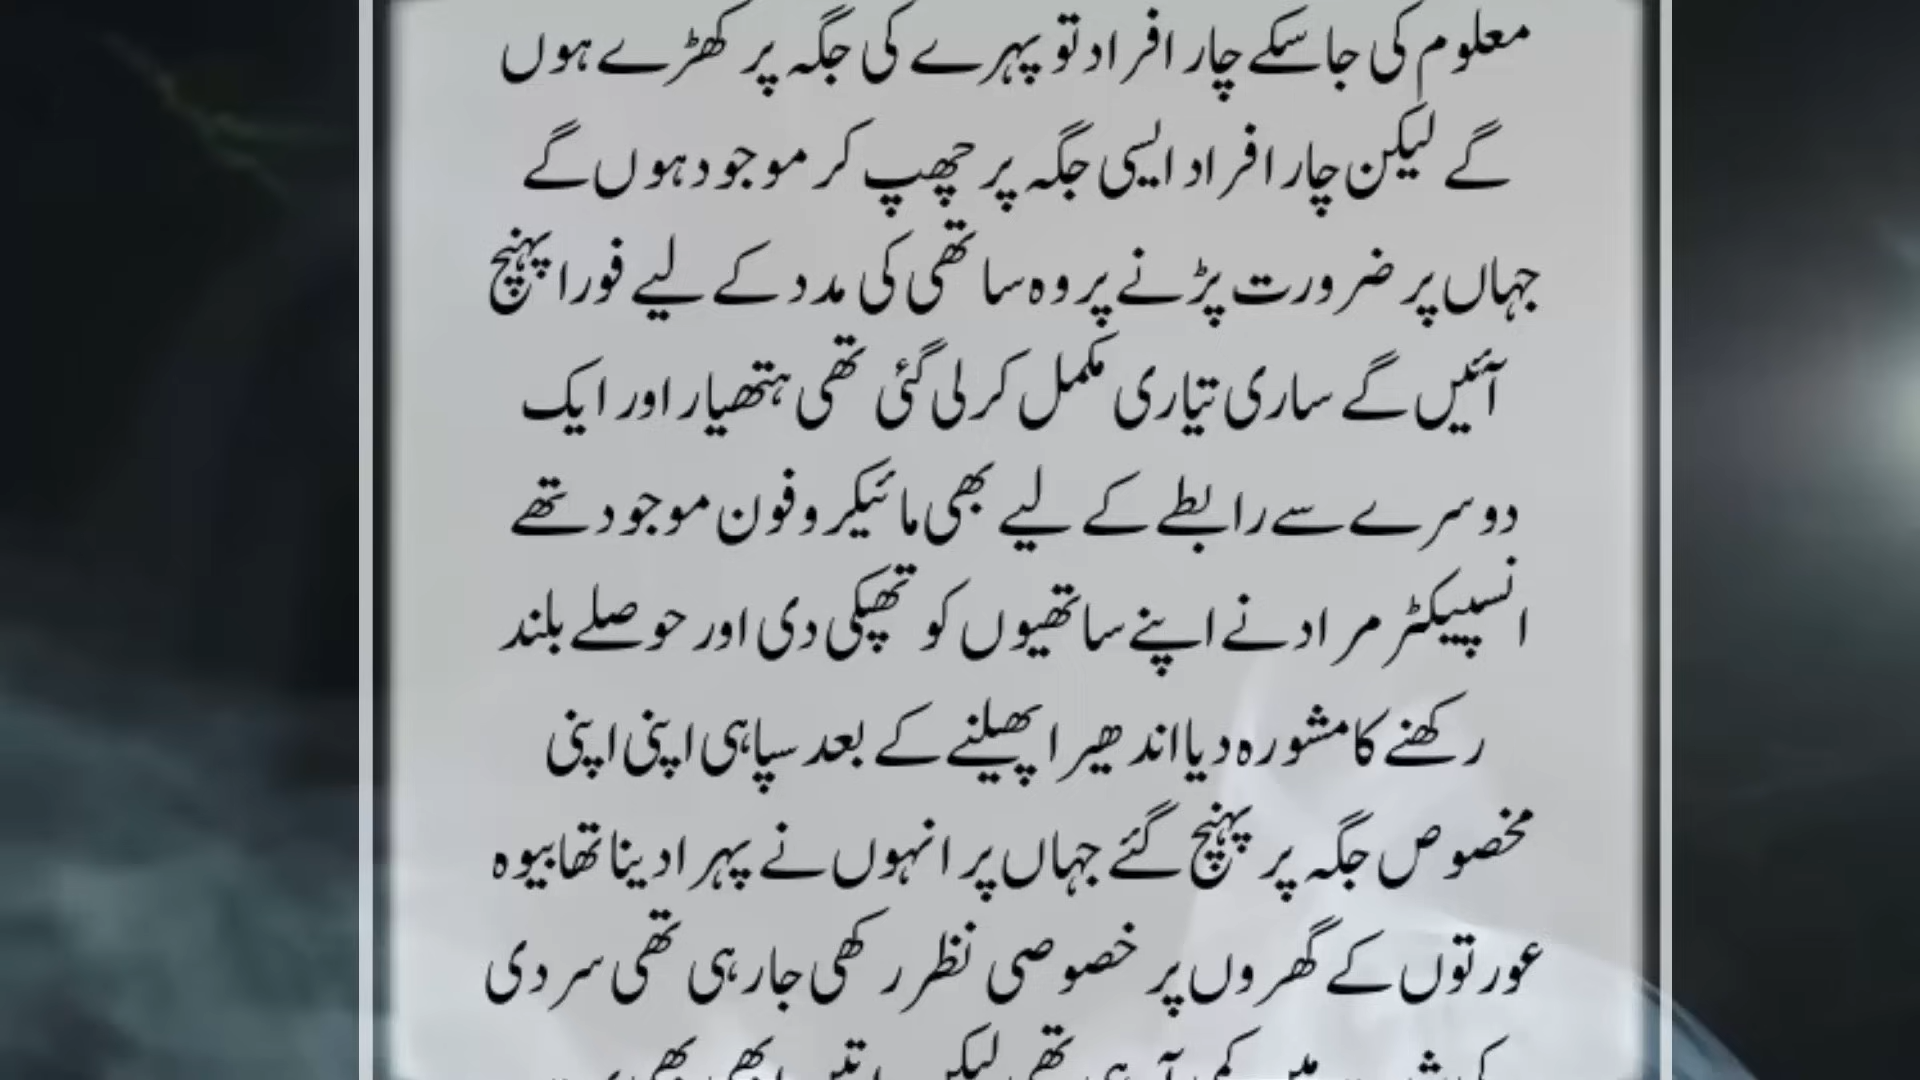 معلوم کی جا سکے چار افراد تو پہرے کی جگہ پر کھڑے ہوں
گے لیکن چار افراد ایسی جگہ پر چھپ کر موجود ہوں گے
جہاں پر ضرورت پڑنے پر وہ ساتھی کی مدد کے لیے فورا پہنچ
آئیں گے ساری تیاری مکمل کر لی گئی تھی ہتھیار اور ایک
دوسرے سے رابطے کے لیے بھی مائیکروفون موجود تھے
انسپیکٹر مراد نے اپنے ساتھیوں کو تھپکی دی اور حوصلے بلند
رکھنے کا مشورہ دیا اندھیرا پھیلنے کے بعد سپاہی اپنی اپنی
مخصوص جگہ پر پہنچ گئے جہاں پر انہوں نے پہرا دینا تھا بیوہ
عورتوں کے گھروں پر خصوصی نظر رکھی جا رہی تھی سردی